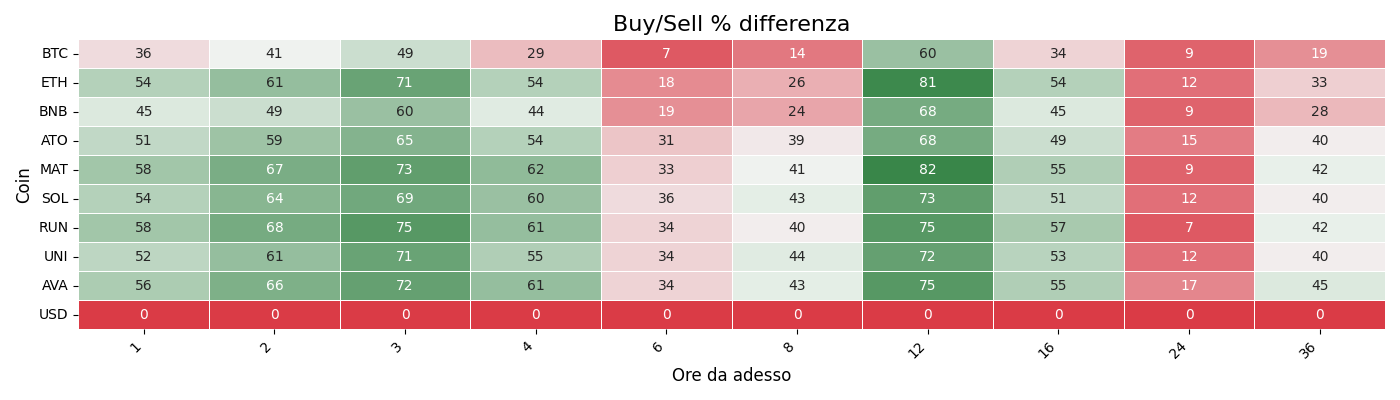 Buy/Sell % differenza
Coin
BTC 36 41 49 29 7 14 60 34 9 19
ETH 54 61 71 54 18 26 81 54 12 33
BNB 45 49 60 44 19 24 68 45 9 28
ATO 51 59 65 54 31 39 68 49 15 40
MAT 58 67 73 62 33 41 82 55 9 42
SOL 54 64 69 60 36 43 73 51 12 40
RUN 58 68 75 61 34 40 75 57 7 42
UNI 52 61 71 55 34 44 72 53 12 40
AVA 56 66 72 61 34 43 75 55 17 45
USD 0 0 0 0 0 0 0 0 0 0
1 2 3 4 6 8 12 16 24 36
Ore da adesso